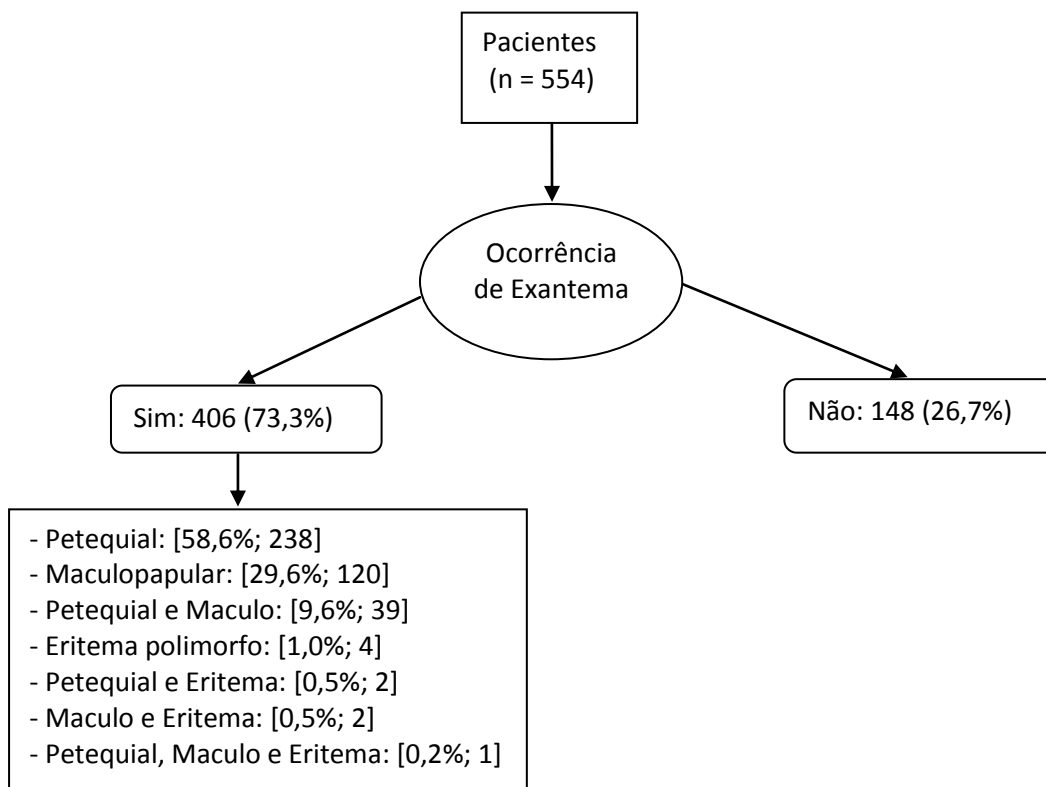 Pacientes
(n = 554)
Ocorrência
de Exantema
Sim: 406 (73,3%)
Não: 148 (26,7%)
- Petequial: [58,6%; 238]
- Maculopapular: [29,6%; 120]
- Petequial e Maculo: [9,6%; 39]
- Eritema polimorfo: [1,0%; 4]
- Petequial e Eritema: [0,5%; 2]
- Maculo e Eritema: [0,5%; 2]
- Petequial, Maculo e Eritema: [0,2%; 1]